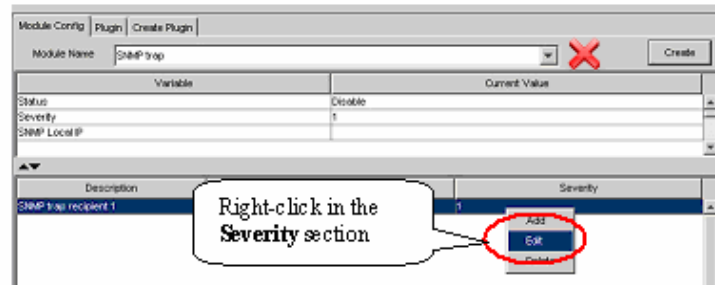 Module Config Plugin Create Plugin
Module Name SNMP trap Create
Variable Current Value
Status Disable
Severity 1
SNMP Local IP
Description Severity
SNMP trap recipient 1 1
Right-click in the
Severity section
Add
Edit
Delete